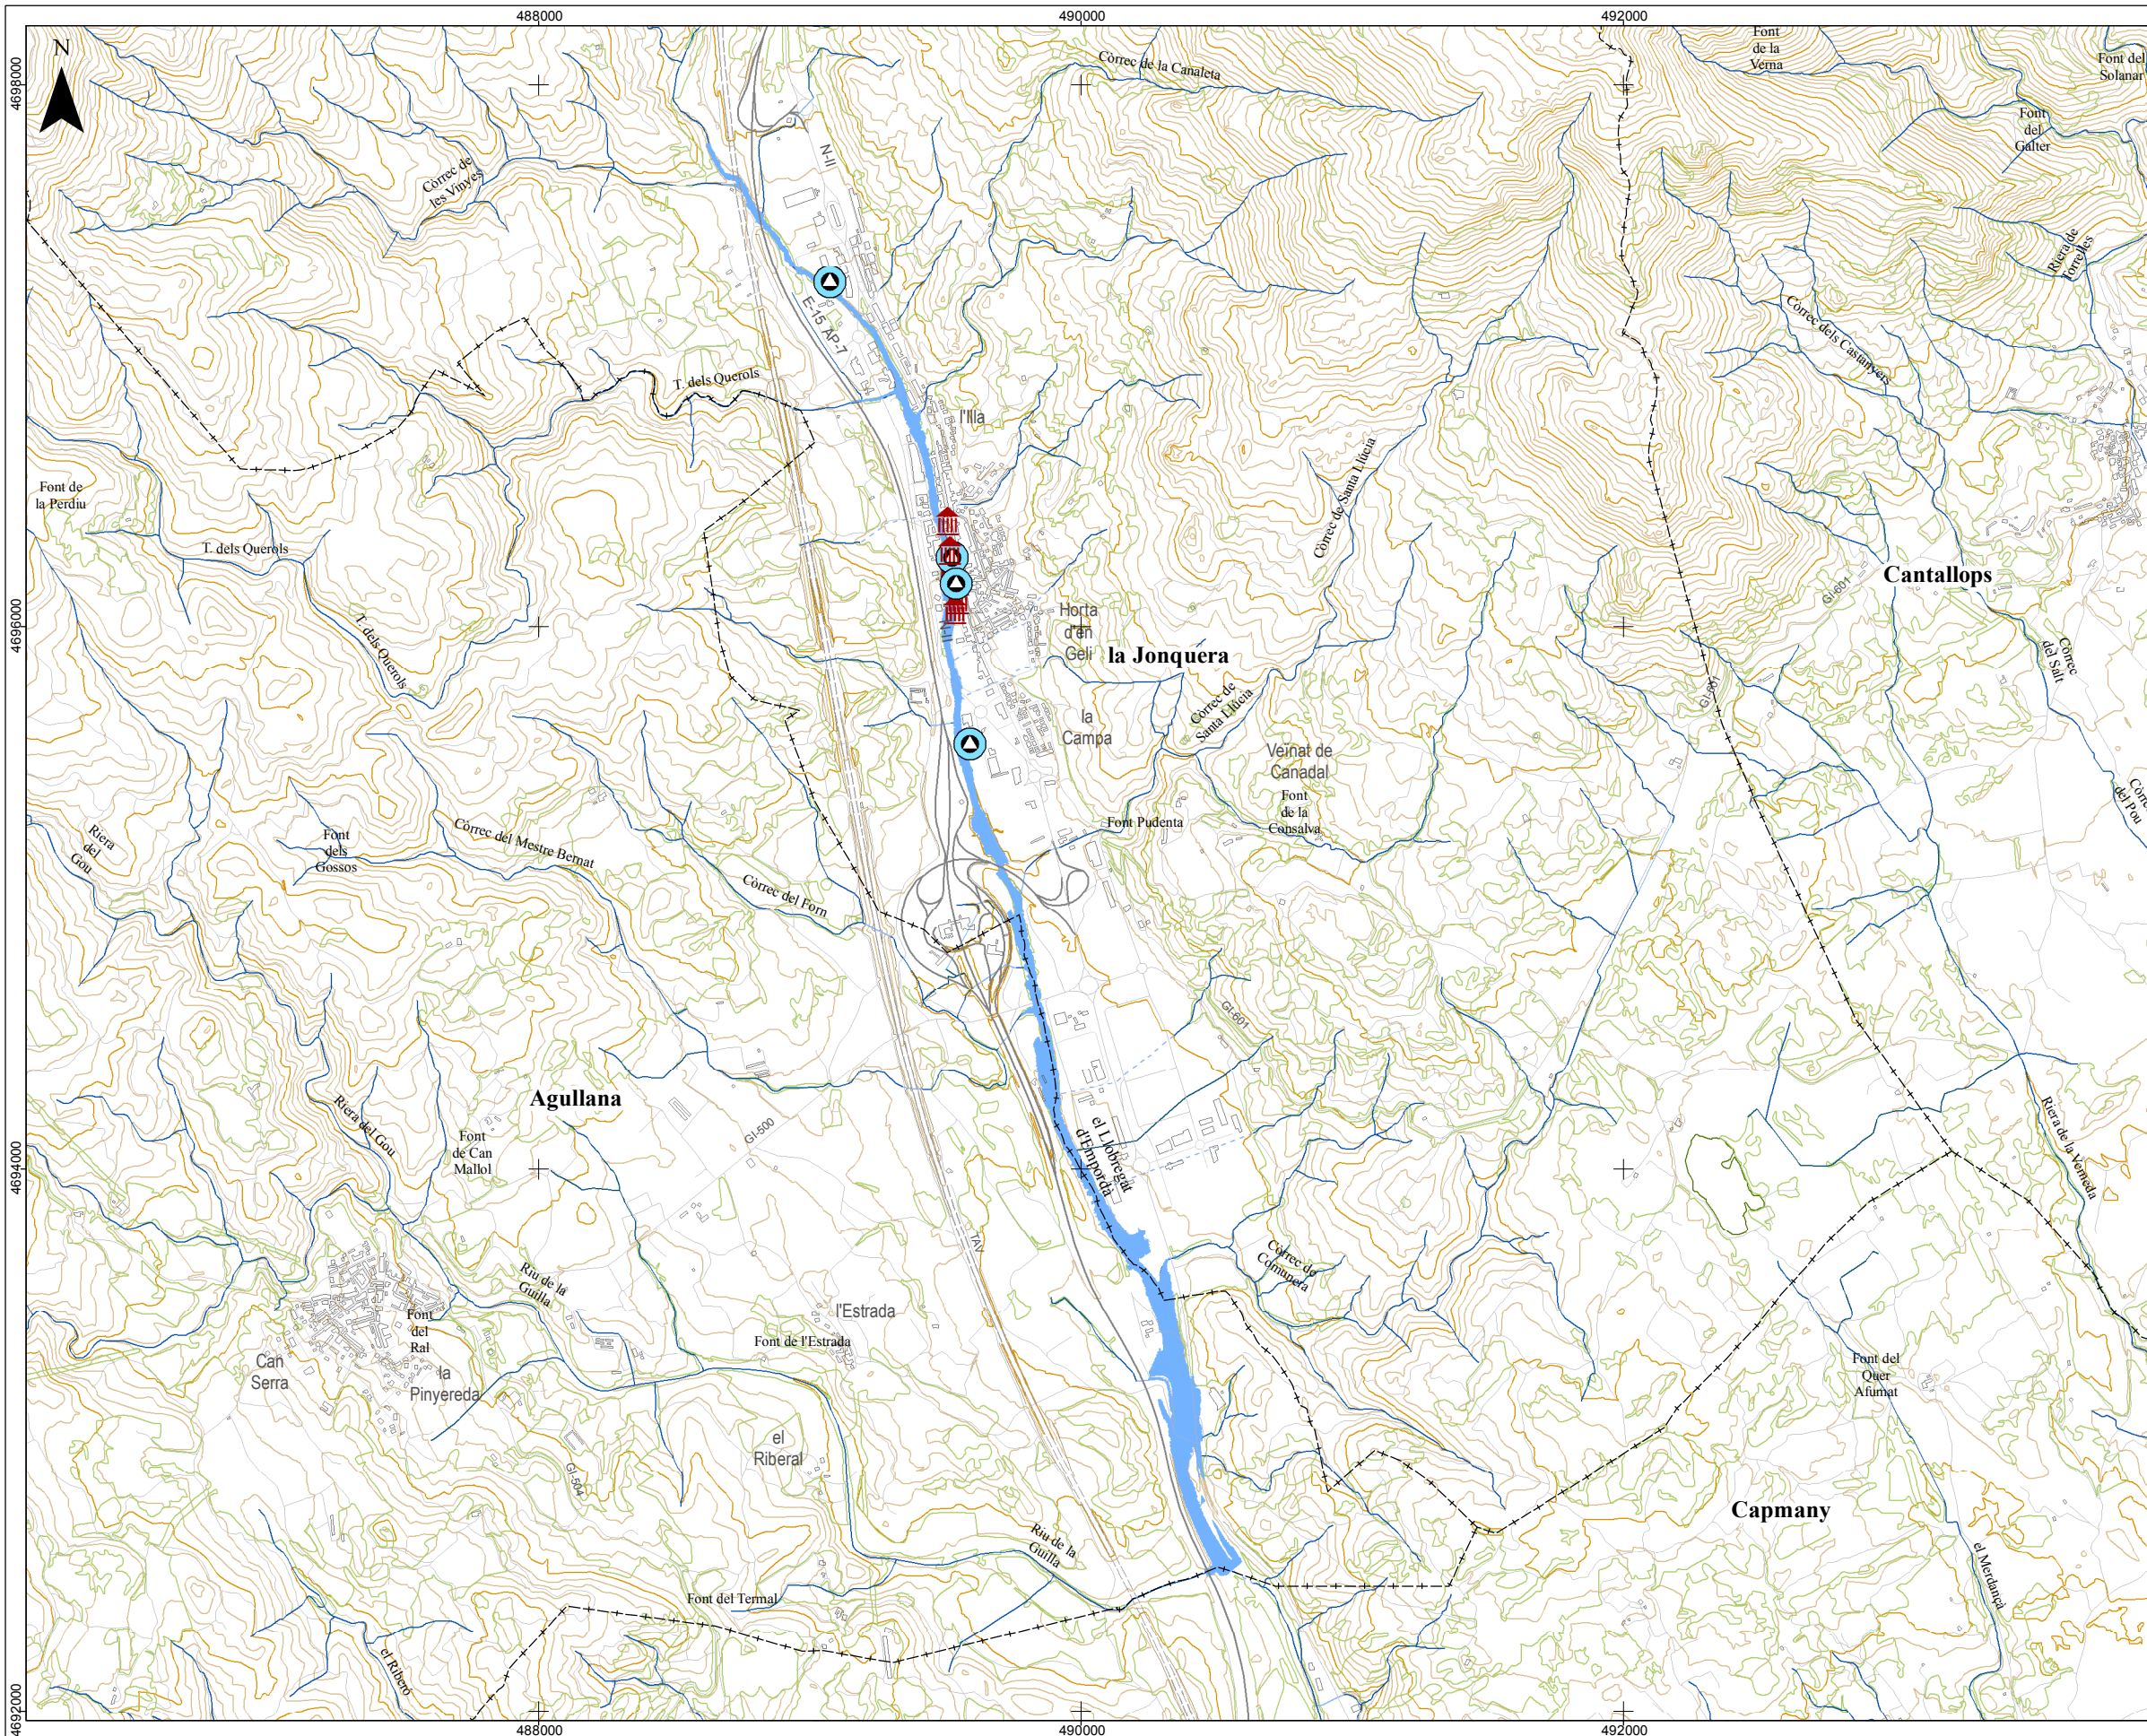 488000
490000
492000
N
4698000
Còrrec de la Canaleta
Font
de la
Verna
Font del
Solanar
Font
del
Galter
N-II
Còrrec de
les Vinyes
Riera de
Torrelles
E-15 AP-7
Còrrec dels Castanyers
T. dels Querols
l'Illa
Font de
la Perdiu
Còrrec de Santa Llúcia
T. dels Querols
Cantallops
GI-601
4696000
Horta
d'en
Geli
N-II
la Jonquera
T. dels Querols
Còrrec
del Salt
GI-601
Còrrec de
Santa Llúcia
la
Campa
Veïnat de
Canadal
Font
de la
Consalva
Font Pudenta
Còrrec
del Pou
Riera
del
Gou
Font
dels
Gossos
Còrrec del Mestre Bernat
Còrrec del Forn
GI-601
Agullana
Riera del Gou
Font
de Can
Mallol
GI-500
el Llobregat
d'Empordà
Riera de la Verneda
4694000
TAV
Còrrec de
Comunera
Riu de la
Guilla
l'Estrada
Font de l'Estrada
Font
del
Ral
Can
Serra
la
Pinyereda
Font del
Quer
Afumat
el
Riberal
GI-504
Capmany
Riu de la
Guilla
el Merdançà
Font del Termal
el Riberó
4692000
488000
490000
492000